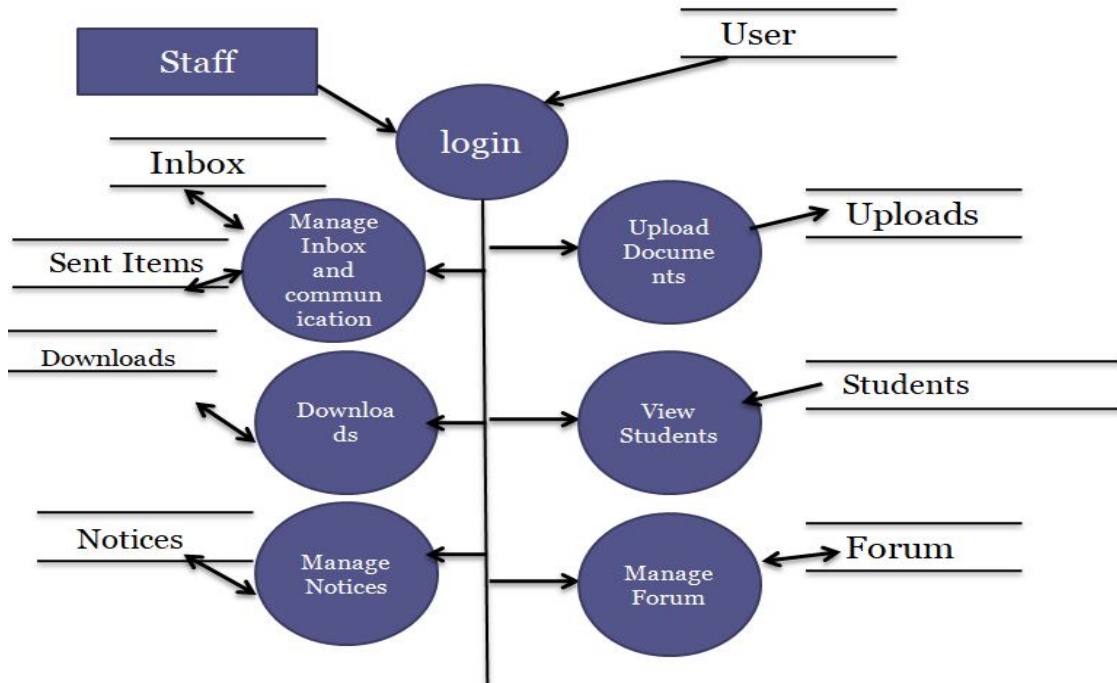 Staff
User
login
Inbox
Manage
Inbox
and
commun
ication
Sent Items
Upload
Docume
nts
Uploads
Downloads
Downloa
ds
View
Students
Students
Notices
Manage
Notices
Manage
Forum
Forum